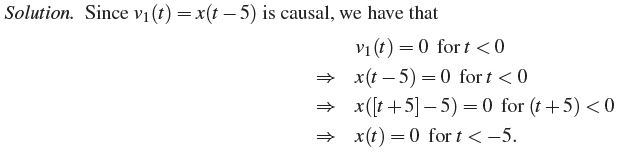 Solution. Since v₁(t) = x(t – 5) is causal, we have that
v₁(t) = 0 for t < 0
⇒ x(t – 5) = 0 for t < 0
⇒ x([t + 5] – 5) = 0 for (t + 5) < 0
⇒ x(t) = 0 for t < –5.